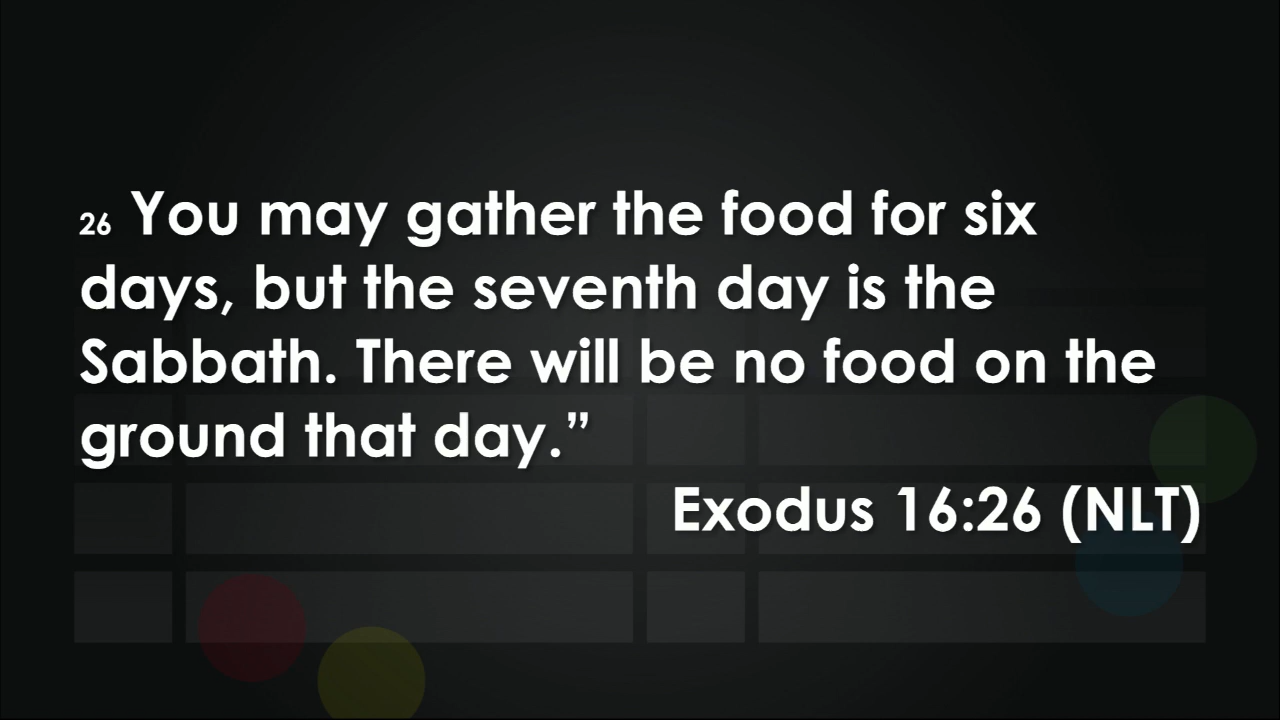 26 You may gather the food for six
days, but the seventh day is the
Sabbath. There will be no food on the
ground that day.”
Exodus 16:26 (NLT)